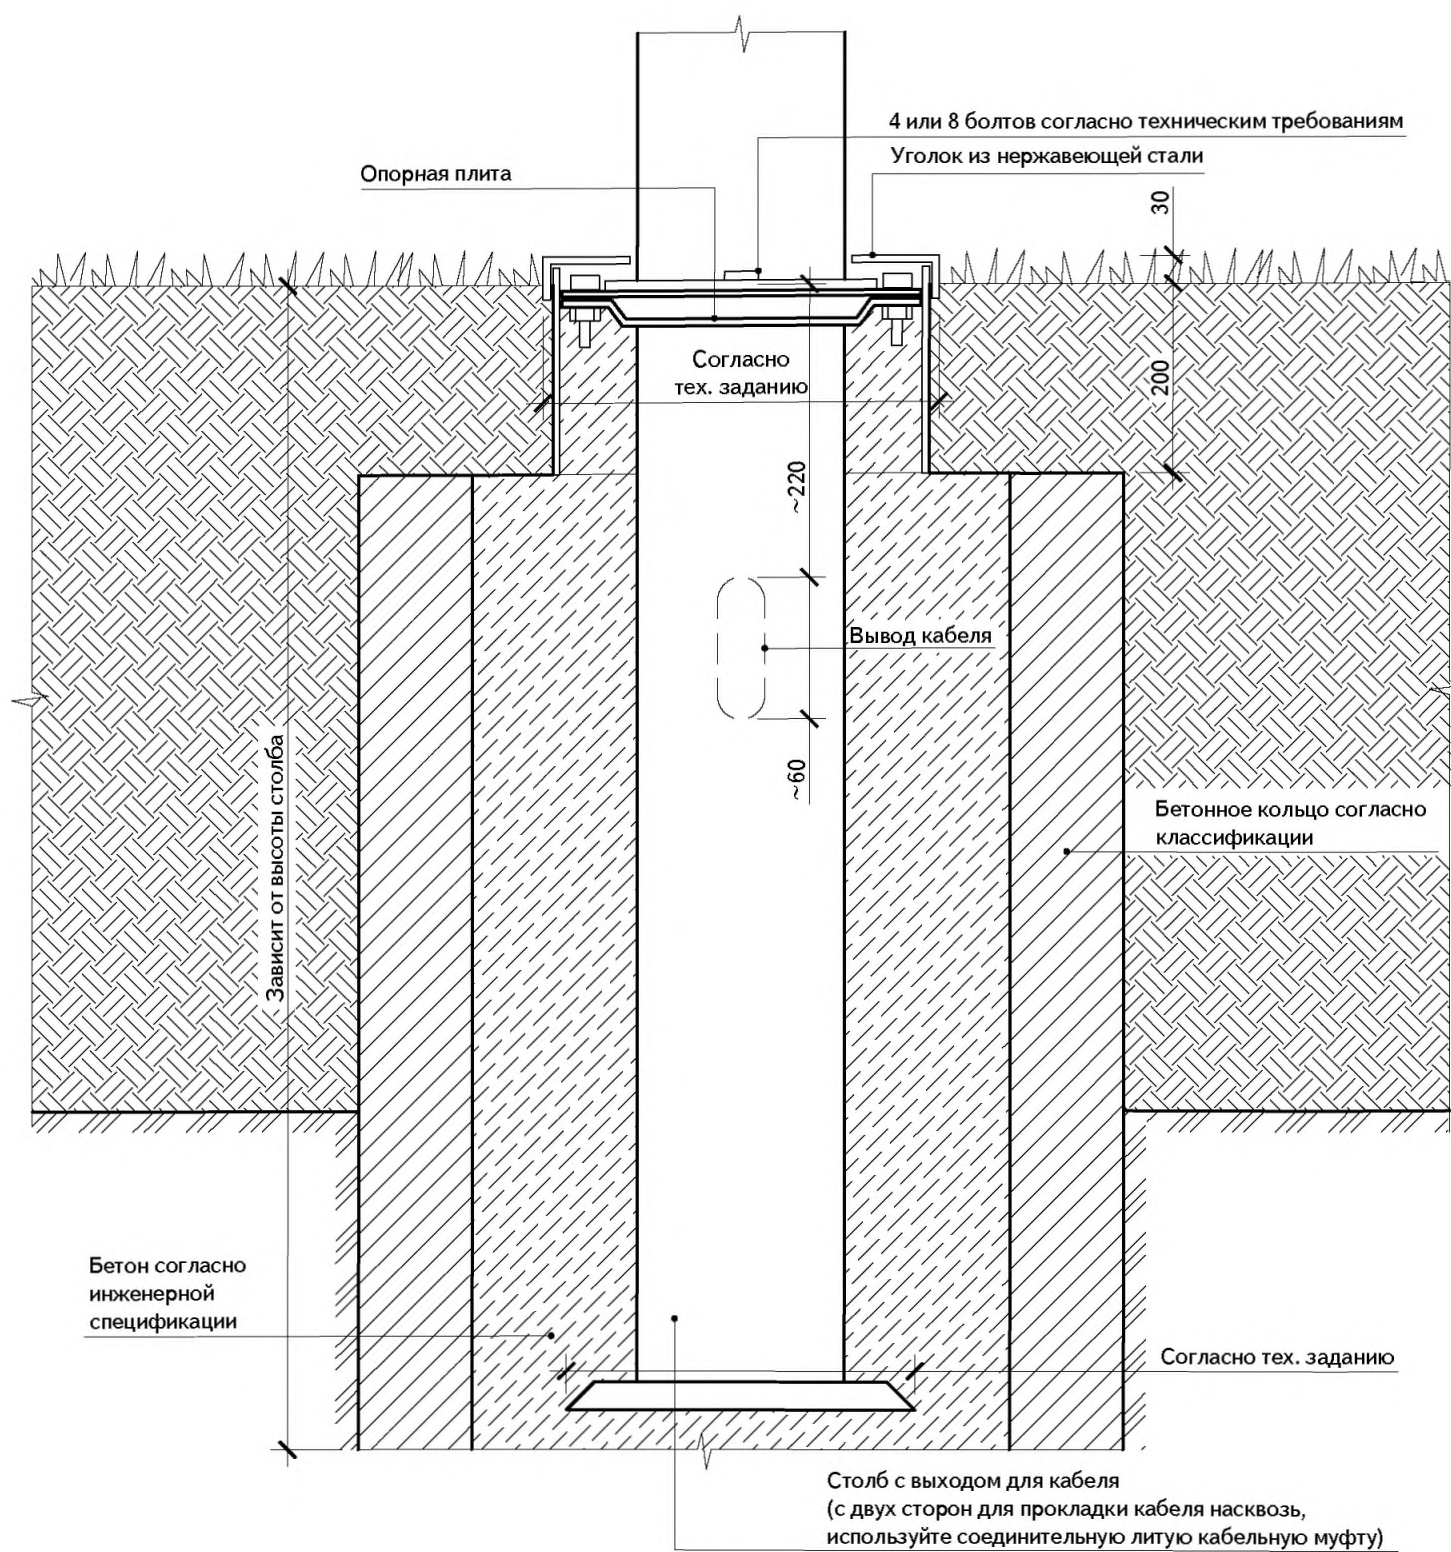 4 или 8 болтов согласно техническим требованиям
Уголок из нержавеющей стали
Опорная плита
30
Согласно
тех. заданию
200
~220
Вывод кабеля
~60
Зависит от высоты столба
Бетонное кольцо согласно
классификации
Бетон согласно
инженерной
спецификации
Согласно тех. заданию
Столб с выходом для кабеля
(с двух сторон для прокладки кабеля насквозь,
используйте соединительную литую кабельную муфту)